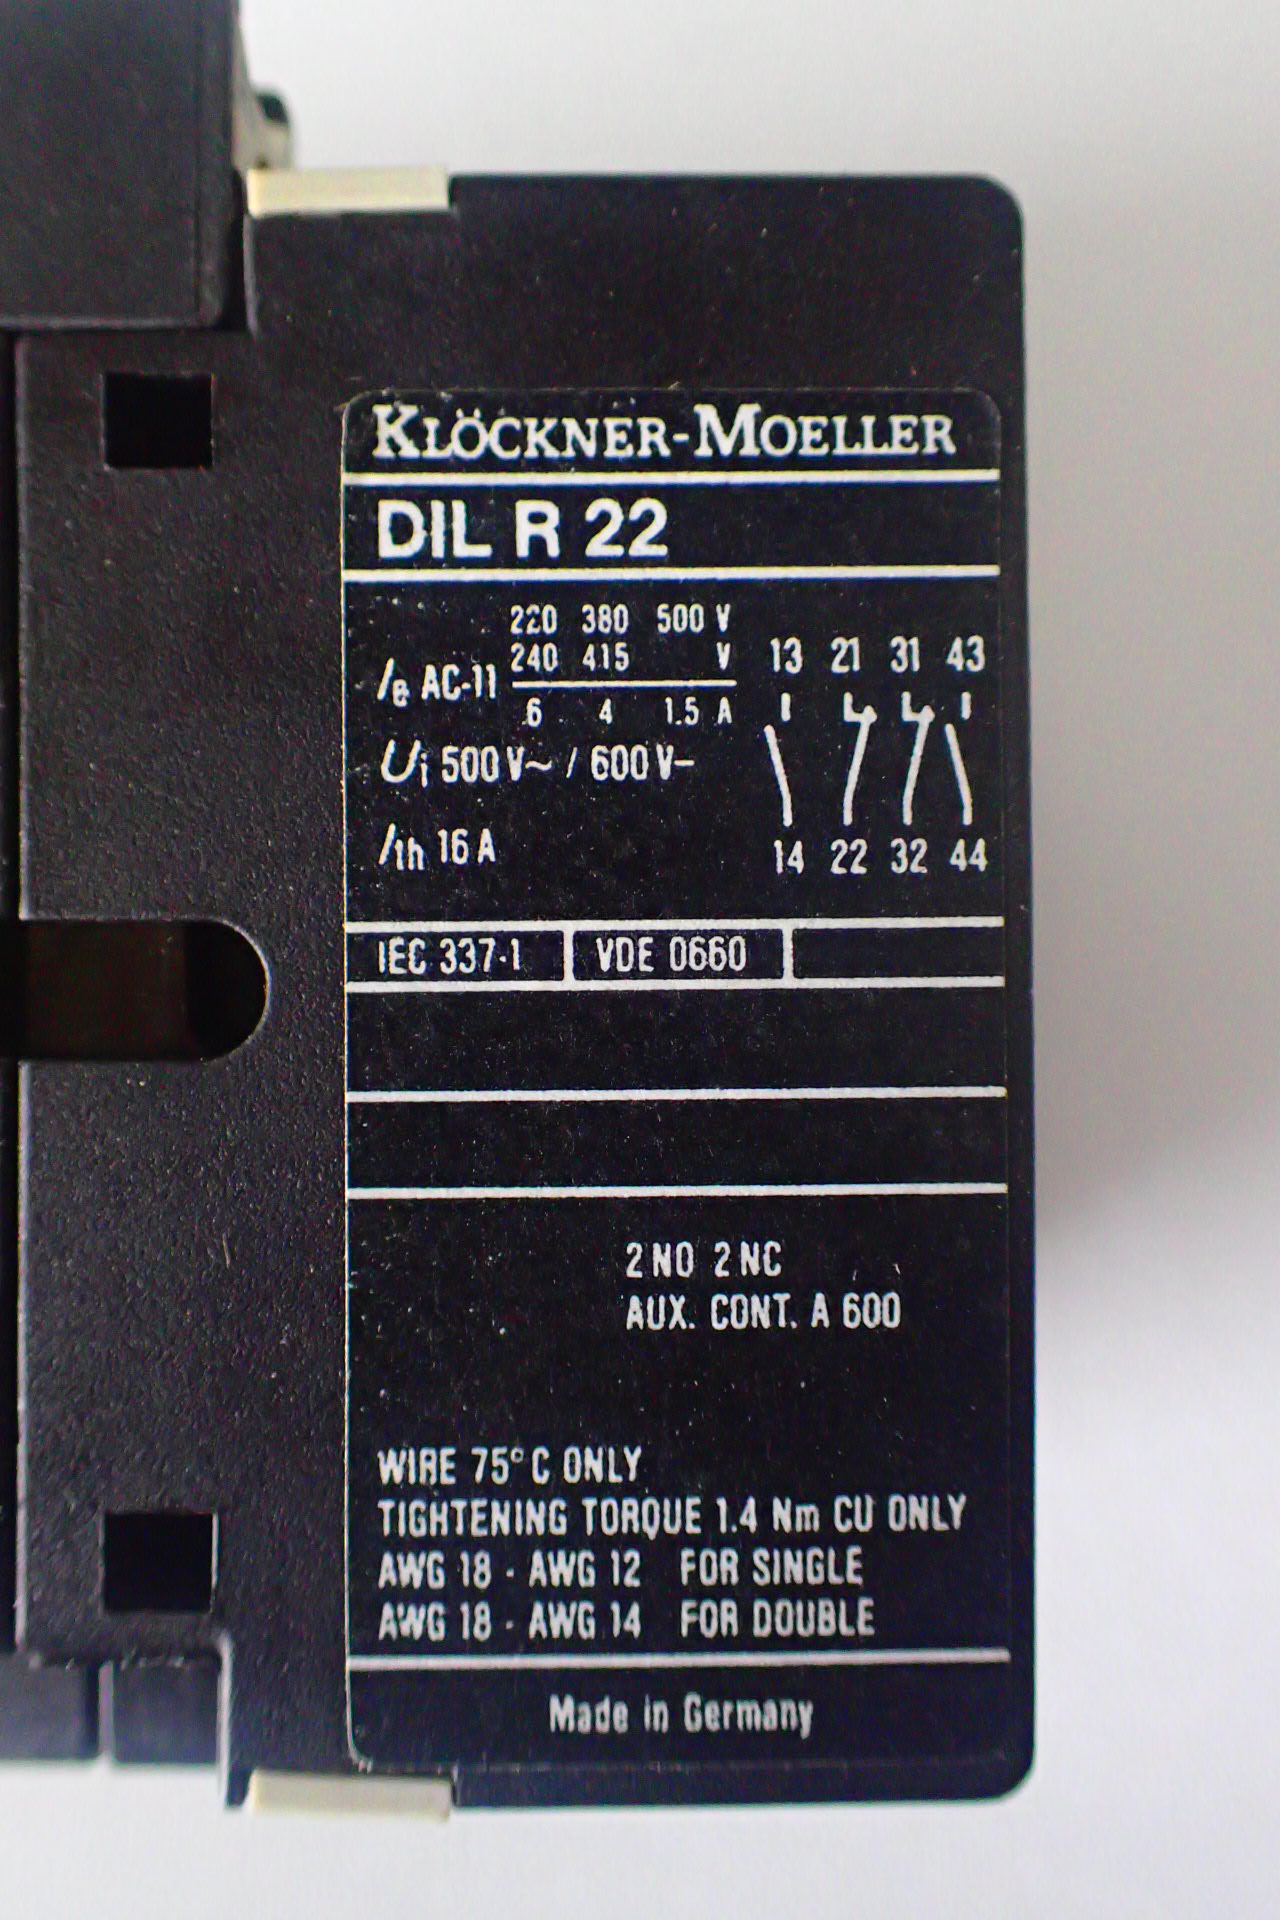 KLÖCKNER-MOELLER
DIL R 22
220 380 500 V
240 415 V
Ie AC-11
6 4 1.5 A
13 21 31 43
Ui 500 V~ / 600 V-
Ith 16 A
14 22 32 44
IEC 337-1 VDE 0660
2 NO 2 NC
AUX. CONT. A 600
WIRE 75° C ONLY
TIGHTENING TORQUE 1.4 Nm CU ONLY
AWG 18 - AWG 12 FOR SINGLE
AWG 18 - AWG 14 FOR DOUBLE
Made in Germany